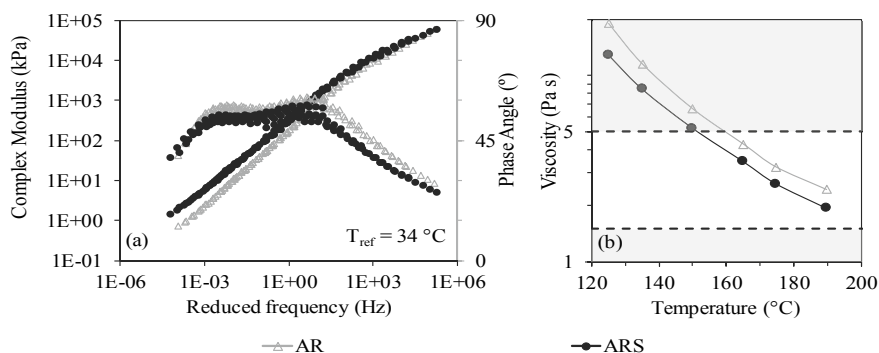 Complex Modulus (kPa)
1E+05
1E+04
1E+03
1E+02
1E+01
1E+00
1E-01
1E-06
1E-03
1E+00
1E+03
1E+06
Reduced frequency (Hz)
90
45
0
Phase Angle (°)
(a)
T_ref = 34 °C
Viscosity (Pa s)
5
1
120
140
160
180
200
Temperature (°C)
(b)
AR
ARS